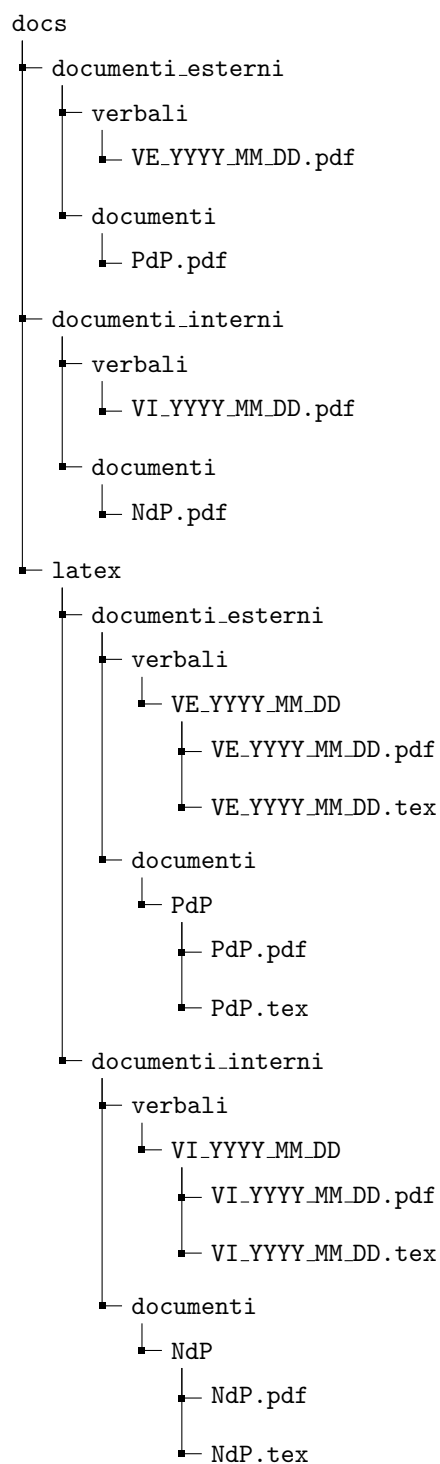 docs
documenti_esterni
verbali
VE_YYYY_MM_DD.pdf
documenti
PdP.pdf
documenti_interni
verbali
VI_YYYY_MM_DD.pdf
documenti
NdP.pdf
latex
documenti_esterni
verbali
VE_YYYY_MM_DD
VE_YYYY_MM_DD.pdf
VE_YYYY_MM_DD.tex
documenti
PdP
PdP.pdf
PdP.tex
documenti_interni
verbali
VI_YYYY_MM_DD
VI_YYYY_MM_DD.pdf
VI_YYYY_MM_DD.tex
documenti
NdP
NdP.pdf
NdP.tex